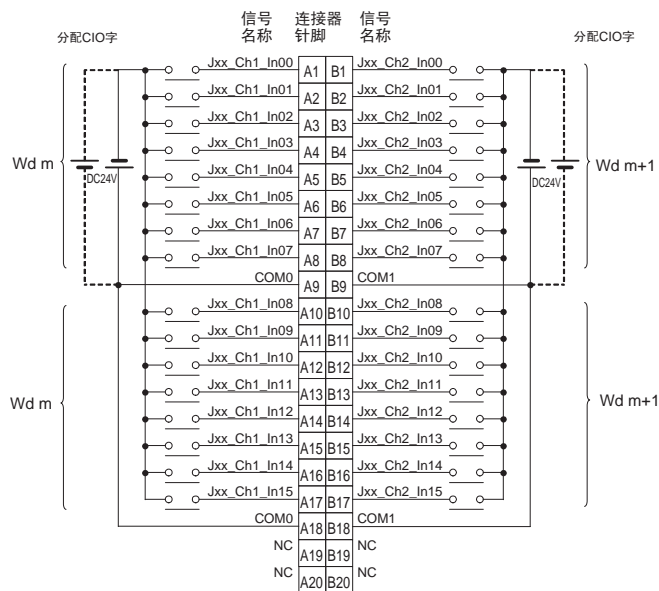 信号 连接器 信号
分配CIO字 名称 针脚 名称 分配CIO字
Jxx_Ch1_In00 A1 B1 Jxx_Ch2_In00
Jxx_Ch1_In01 A2 B2 Jxx_Ch2_In01
Jxx_Ch1_In02 A3 B3 Jxx_Ch2_In02
Jxx_Ch1_In03 A4 B4 Jxx_Ch2_In03
Wd m Wd m+1
DC24V Jxx_Ch1_In04 A5 B5 Jxx_Ch2_In04 DC24V
Jxx_Ch1_In05 A6 B6 Jxx_Ch2_In05
Jxx_Ch1_In06 A7 B7 Jxx_Ch2_In06
Jxx_Ch1_In07 A8 B8 Jxx_Ch2_In07
COM0 A9 B9 COM1
Jxx_Ch1_In08 A10 B10 Jxx_Ch2_In08
Jxx_Ch1_In09 A11 B11 Jxx_Ch2_In09
Jxx_Ch1_In10 A12 B12 Jxx_Ch2_In10
Jxx_Ch1_In11 A13 B13 Jxx_Ch2_In11
Wd m Wd m+1
Jxx_Ch1_In12 A14 B14 Jxx_Ch2_In12
Jxx_Ch1_In13 A15 B15 Jxx_Ch2_In13
Jxx_Ch1_In14 A16 B16 Jxx_Ch2_In14
Jxx_Ch1_In15 A17 B17 Jxx_Ch2_In15
COM0 A18 B18 COM1
NC A19 B19 NC
NC A20 B20 NC